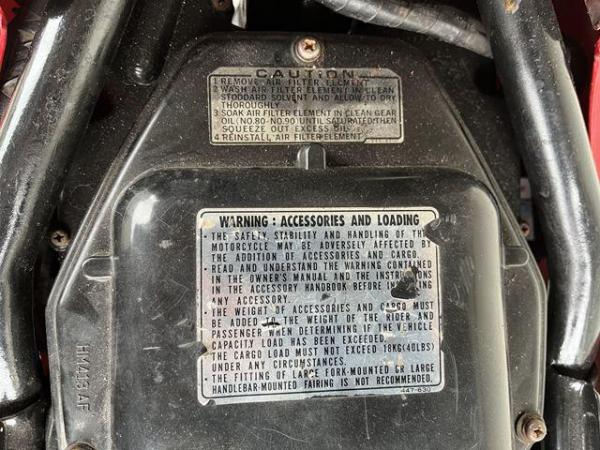 CAUTION
1 REMOVE AIR FILTER ELEMENT
2 WASH AIR FILTER ELEMENT IN CLEAN
STODDARD SOLVENT AND ALLOW TO DRY
THOROUGHLY
3 SOAK AIR FILTER ELEMENT IN CLEAN GEAR
OIL (NO.80-NO.90) UNTIL SATURATED, THEN
SQUEEZE OUT EXCESS OIL
4 REINSTALL AIR FILTER ELEMENT
WARNING : ACCESSORIES AND LOADING
• THE SAFETY, STABILITY AND HANDLING OF THE
MOTORCYCLE MAY BE ADVERSELY AFFECTED BY
THE ADDITION OF ACCESSORIES AND CARGO.
• READ AND UNDERSTAND THE WARNING CONTAINED
IN THE OWNER'S MANUAL AND THE
IN THE ACCESSORY HANDBOOK BEFORE
ANY ACCESSORY.
• THE WEIGHT OF ACCESSORIES AND CARGO MUST
BE ADDED TO THE WEIGHT OF THE RIDER AND
PASSENGER WHEN DETERMINING IF THE VEHICLE
CAPACITY LOAD HAS BEEN EXCEEDED.
• THE CARGO LOAD MUST NOT EXCEED 18KG(40LBS)
UNDER ANY CIRCUMSTANCES.
• THE FITTING OF LARGE FORK-MOUNTED OR LARGE
HANDLEBAR-MOUNTED FAIRING IS NOT RECOMMENDED.
447-630
HM413 AF